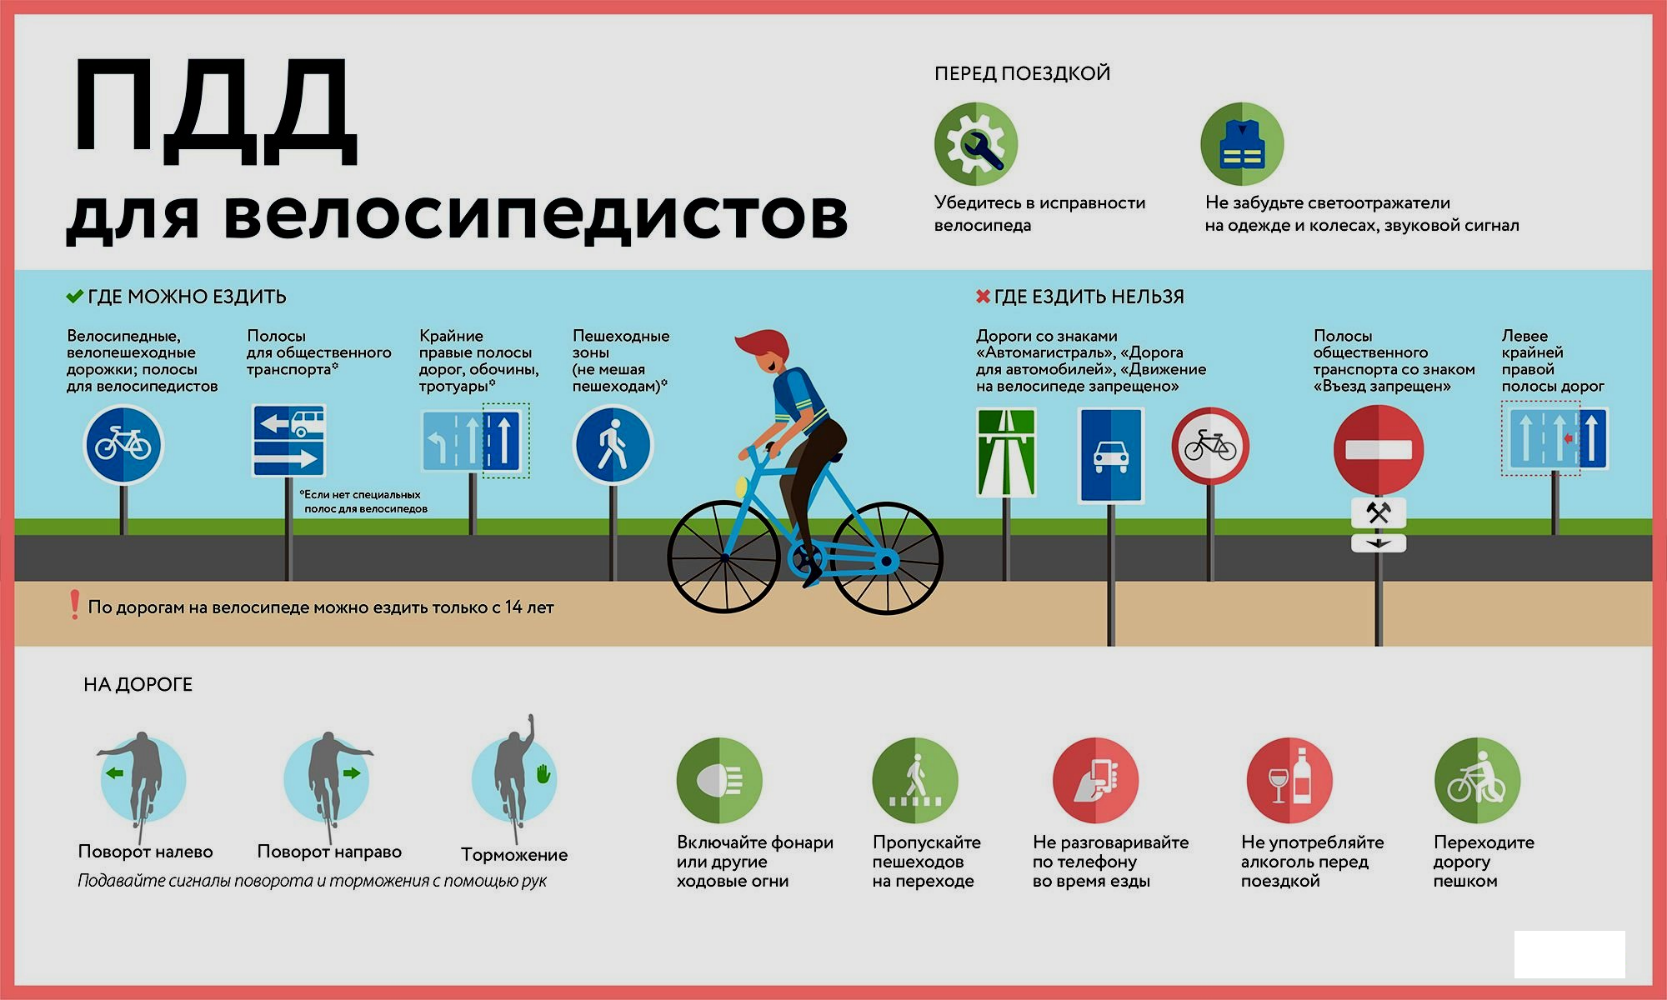 ПДД
для велосипедистов
ПЕРЕД ПОЕЗДКОЙ
Убедитесь в исправности
велосипеда
Не забудьте светоотражатели
на одежде и колесах, звуковой сигнал
ГДЕ МОЖНО ЕЗДИТЬ
Велосипедные,
велопешеходные
дорожки; полосы
для велосипедистов
Полосы
для общественного
транспорта*
Крайние
правые полосы
дорог, обочины,
тротуары*
Пешеходные
зоны
(не мешая
пешеходам)*
*Если нет специальных
полос для велосипедов
ГДЕ ЕЗДИТЬ НЕЛЬЗЯ
Дороги со знаками
«Автомагистраль», «Дорога
для автомобилей», «Движение
на велосипеде запрещено»
Полосы
общественного
транспорта со знаком
«Въезд запрещен»
Левее
крайней
правой
полосы дорог
! По дорогам на велосипеде можно ездить только с 14 лет
НА ДОРОГЕ
Поворот налево
Поворот направо
Торможение
Подавайте сигналы поворота и торможения с помощью рук
Включайте фонари
или другие
ходовые огни
Пропускайте
пешеходов
на переходе
Не разговаривайте
по телефону
во время езды
Не употребляйте
алкоголь перед
поездкой
Переходите
дорогу
пешком